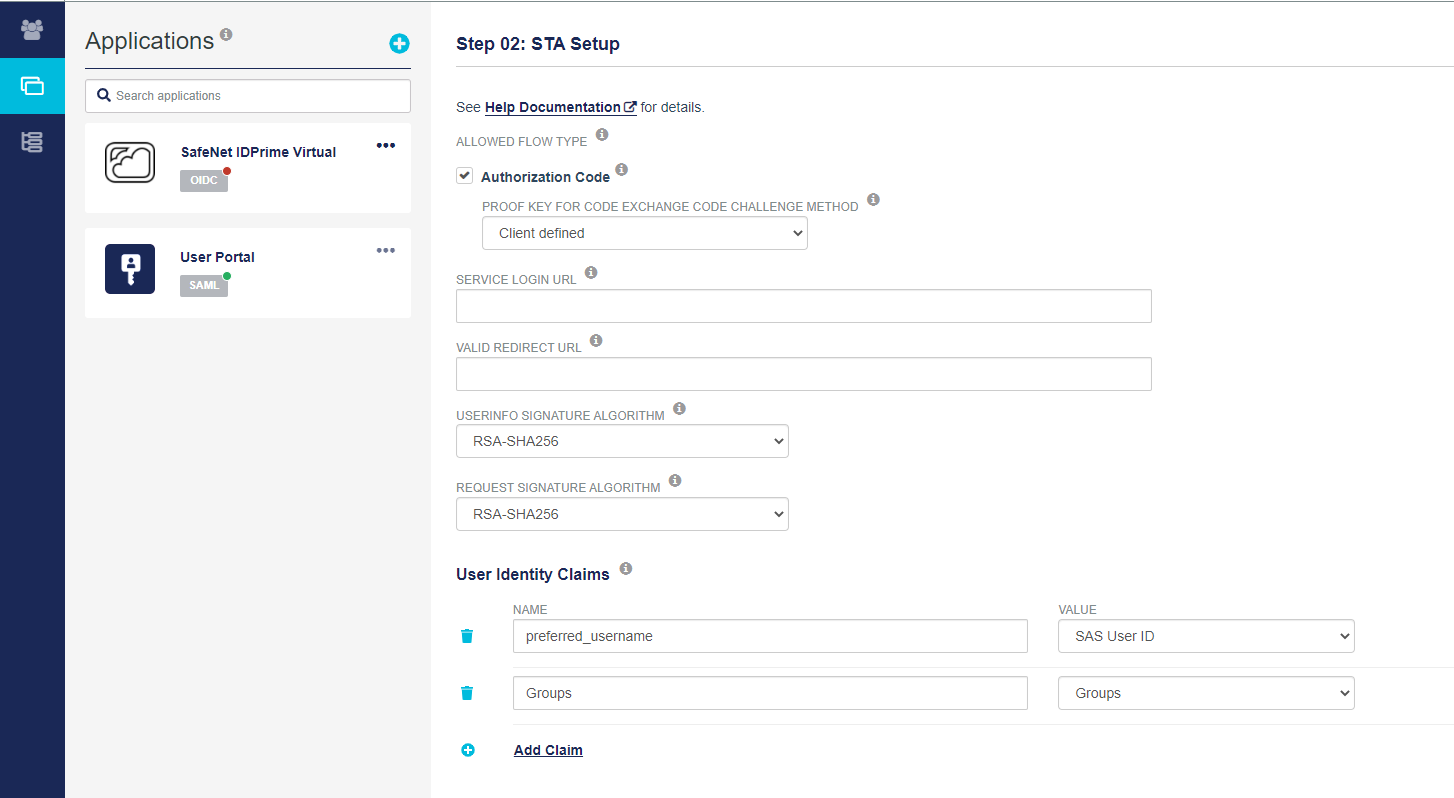 Applications
Search applications
SafeNet IDPrime Virtual
OIDC
User Portal
SAML
Step 02: STA Setup
See Help Documentation for details.
ALLOWED FLOW TYPE
Authorization Code
PROOF KEY FOR CODE EXCHANGE CODE CHALLENGE METHOD
Client defined
SERVICE LOGIN URL
VALID REDIRECT URL
USERINFO SIGNATURE ALGORITHM
RSA-SHA256
REQUEST SIGNATURE ALGORITHM
RSA-SHA256
User Identity Claims
NAME VALUE
preferred_username SAS User ID
Groups Groups
Add Claim